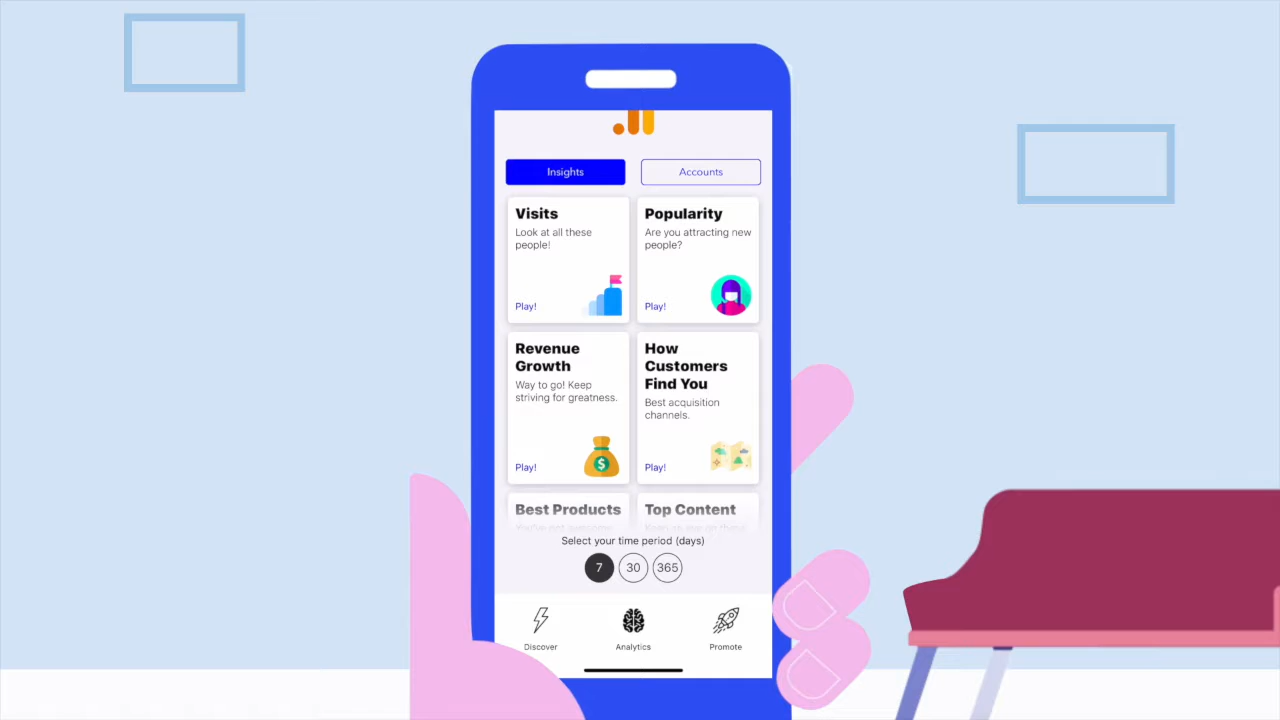 Insights
Accounts
Visits
Look at all these
people!
Play!
Popularity
Are you attracting new
people?
Play!
Revenue
Growth
Way to go! Keep
striving for greatness.
Play!
How
Customers
Find You
Best acquisition
channels.
Play!
Best Products
Top Content
Select your time period (days)
7
30
365
Discover
Analytics
Promote